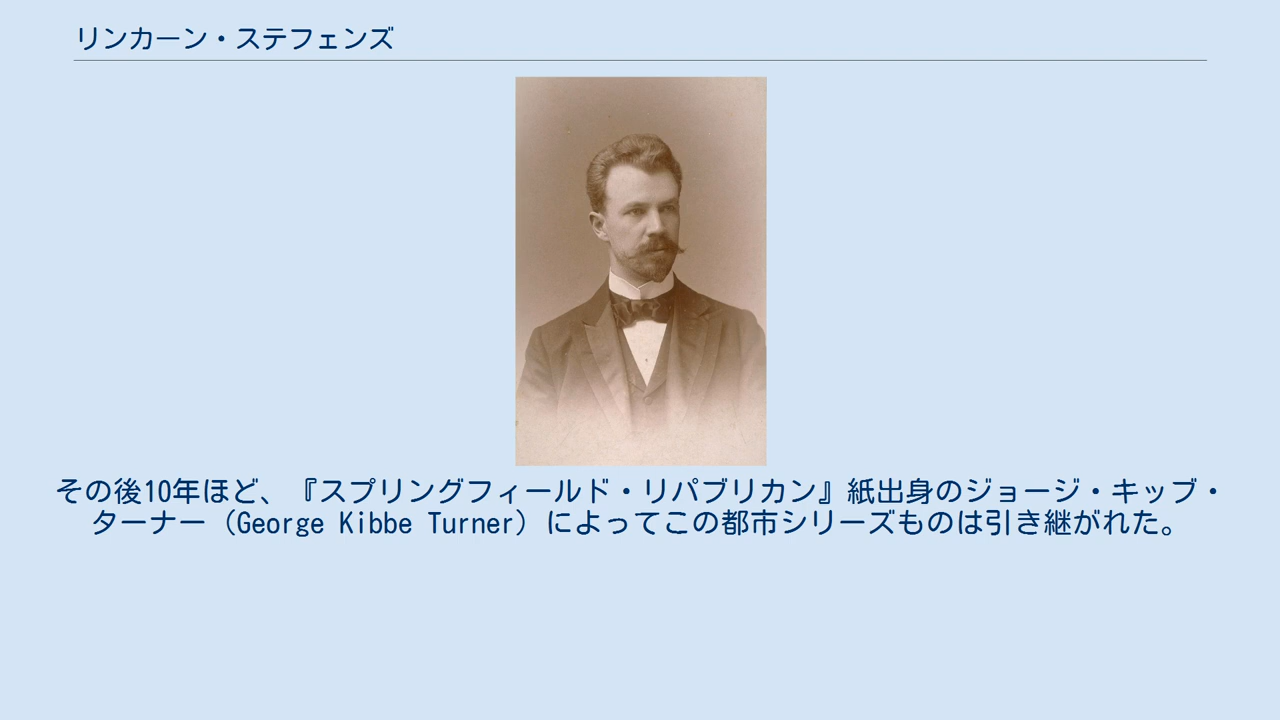 リンカーン・ステフェンズ
その後10年ほど、『スプリングフィールド・リパブリカン』紙出身のジョージ・キッブ・
ターナー（George Kibbe Turner）によってこの都市シリーズものは引き継がれた。